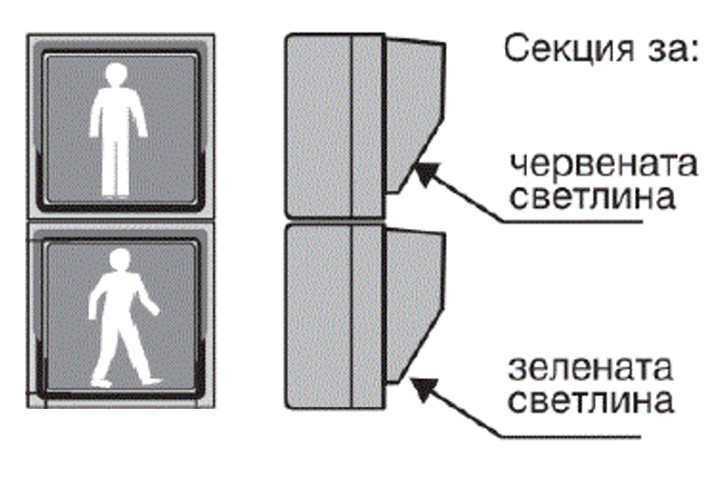 Секция за:
червената
светлина
зелената
светлина